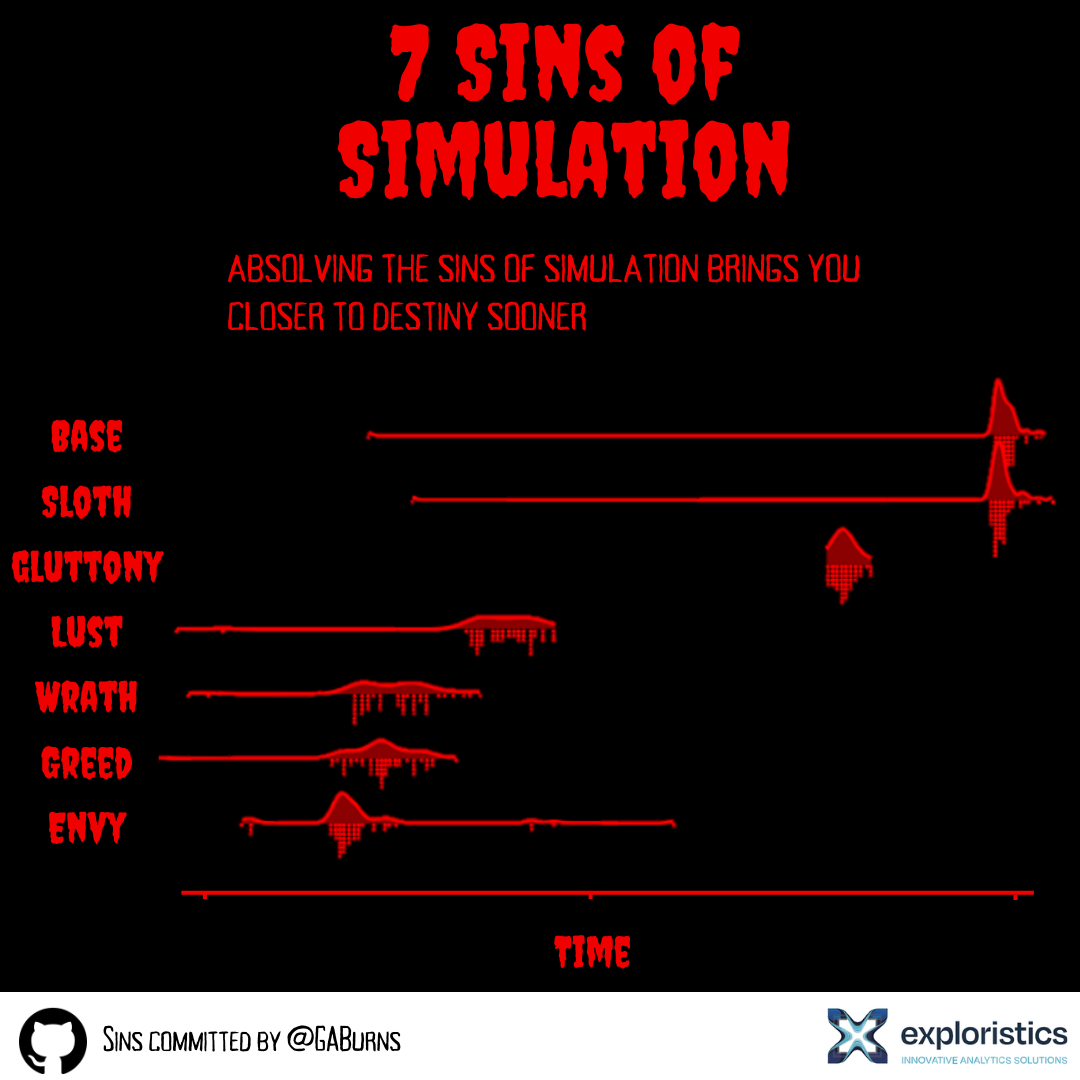 7 SINS OF
SIMULATION
ABSOLVING THE SINS OF SIMULATION BRINGS YOU
CLOSER TO DESTINY SOONER
BASE
SLOTH
GLUTTONY
LUST
WRATH
GREED
ENVY
TIME
SINS COMMITTED BY @GABURNS
exploristics
INNOVATIVE ANALYTICS SOLUTIONS